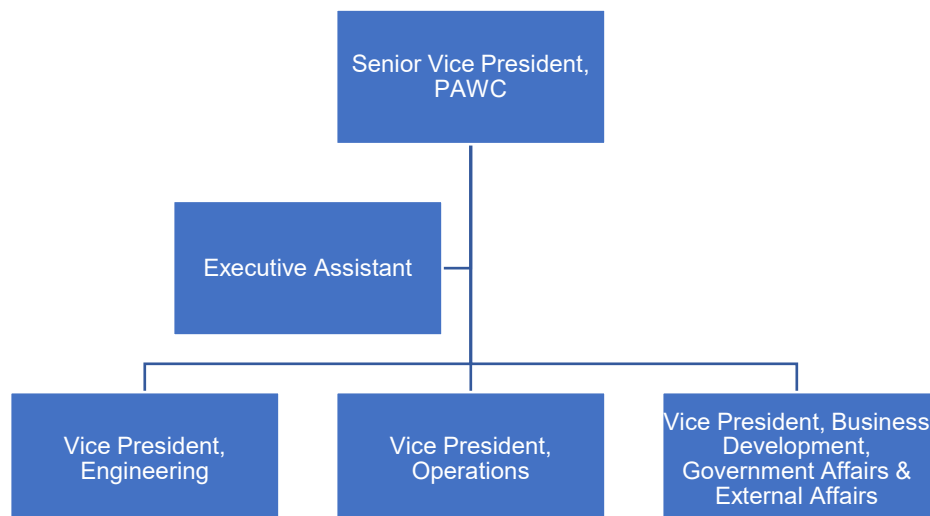 Senior Vice President,
PAWC
Executive Assistant
Vice President,
Engineering
Vice President,
Operations
Vice President, Business
Development,
Government Affairs &
External Affairs